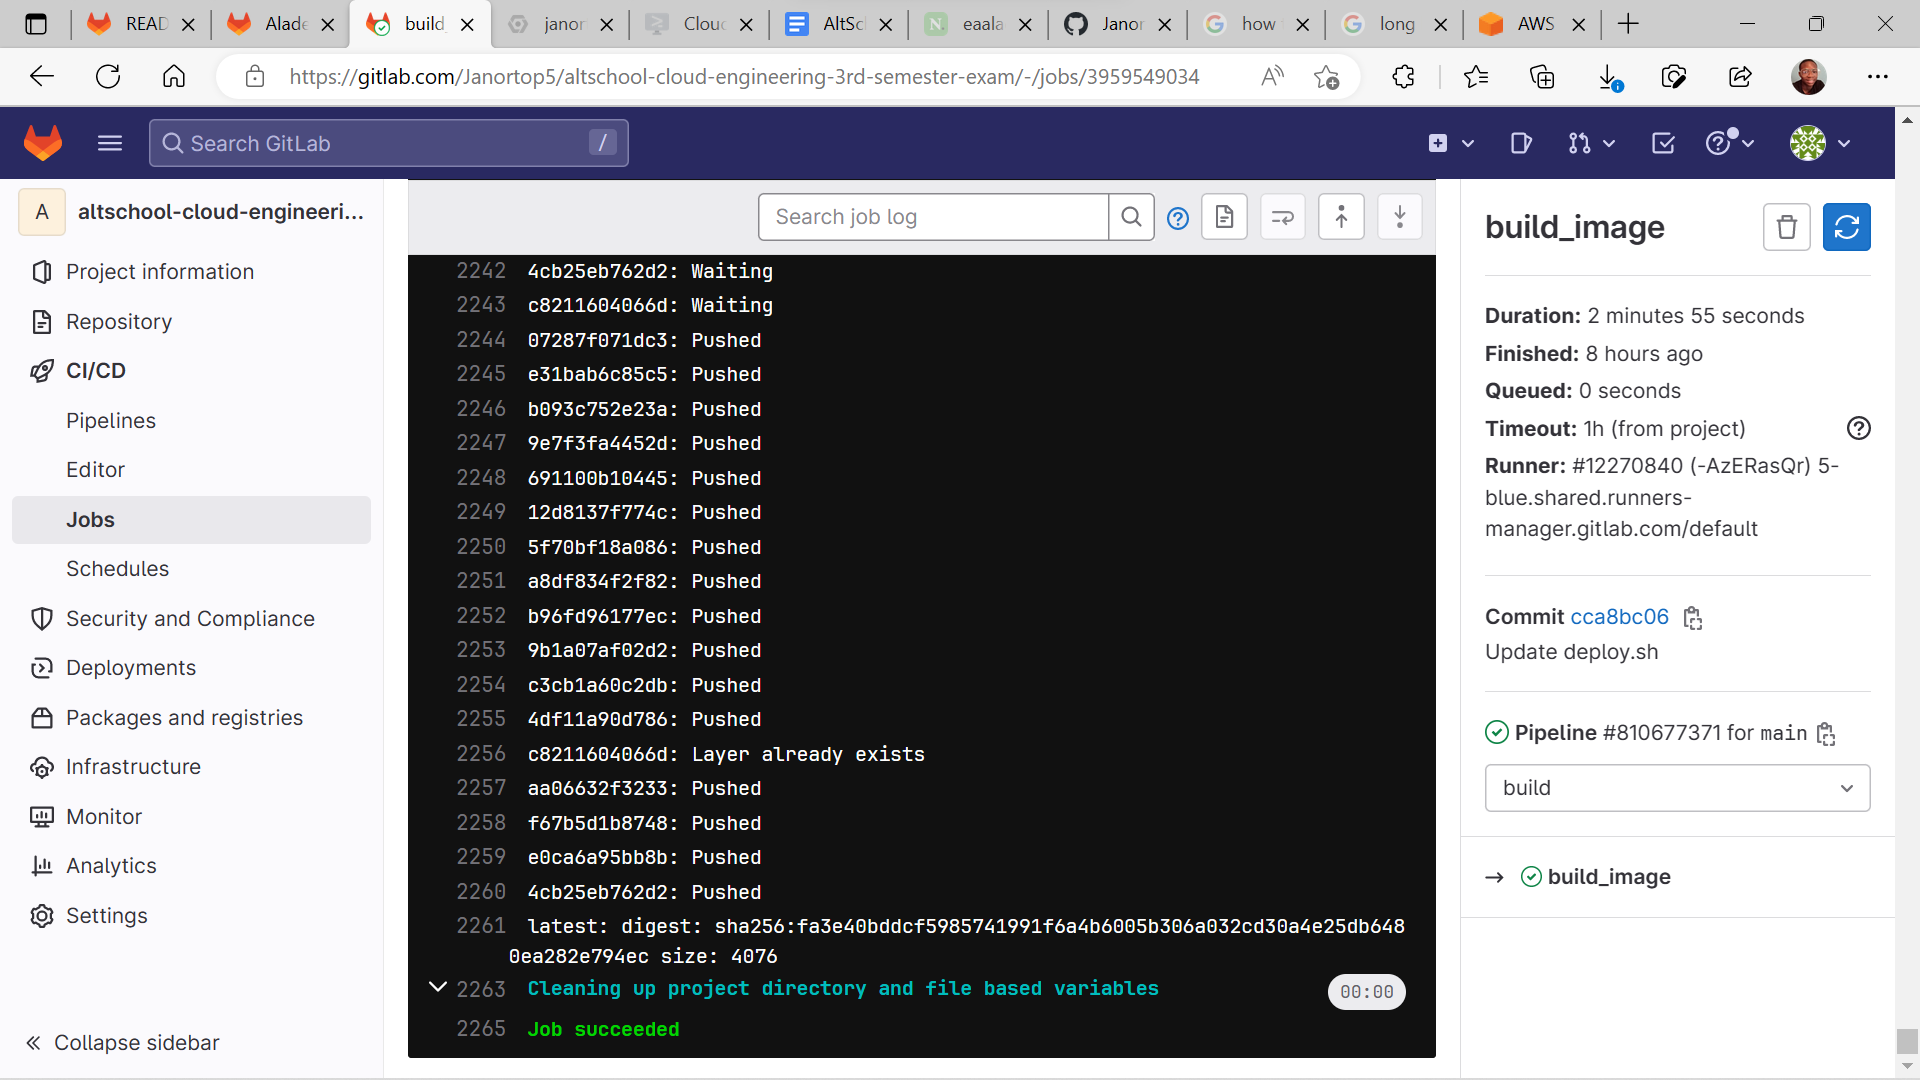 READ
Alade
build_
janor
Clouc
AltSc
eaala
Janor
how
long
AWS
https://gitlab.com/Janortop5/altschool-cloud-engineering-3rd-semester-exam/-/jobs/3959549034
Search GitLab /
A altschool-cloud-engineeri...
Project information
Repository
CI/CD
Pipelines
Editor
Jobs
Schedules
Security and Compliance
Deployments
Packages and registries
Infrastructure
Monitor
Analytics
Settings
Collapse sidebar
Search job log
2242 4cb25eb762d2: Waiting
2243 c8211604066d: Waiting
2244 07287f071dc3: Pushed
2245 e31bab6c85c5: Pushed
2246 b093c752e23a: Pushed
2247 9e7f3fa4452d: Pushed
2248 691100b10445: Pushed
2249 12d8137f774c: Pushed
2250 5f70bf18a086: Pushed
2251 a8df834f2f82: Pushed
2252 b96fd96177ec: Pushed
2253 9b1a07af02d2: Pushed
2254 c3cb1a60c2db: Pushed
2255 4df11a90d786: Pushed
2256 c8211604066d: Layer already exists
2257 aa06632f3233: Pushed
2258 f67b5d1b8748: Pushed
2259 e0ca6a95bb8b: Pushed
2260 4cb25eb762d2: Pushed
2261 latest: digest: sha256:fa3e40bddcf5985741991f6a4b6005b306a032cd30a4e25db648
0ea282e794ec size: 4076
2263 Cleaning up project directory and file based variables 00:00
2265 Job succeeded
build_image
Duration: 2 minutes 55 seconds
Finished: 8 hours ago
Queued: 0 seconds
Timeout: 1h (from project)
Runner: #12270840 (-AzERasQr) 5-
blue.shared.runners-
manager.gitlab.com/default
Commit cca8bc06
Update deploy.sh
Pipeline #810677371 for main
build
→ build_image